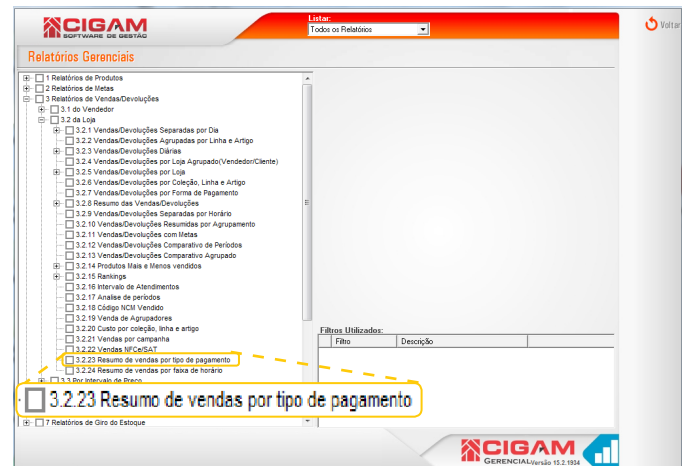 CIGAM
SOFTWARE DE GESTÃO
Listar:
Todos os Relatórios
Voltar
Relatórios Gerenciais
1 Relatórios de Produtos
2 Relatórios de Metas
3 Relatórios de Vendas/Devoluções
3.1 do Vendedor
3.2 da Loja
3.2.1 Vendas/Devoluções Separadas por Dia
3.2.2 Vendas/Devoluções Agrupadas por Linha e Artigo
3.2.3 Vendas/Devoluções Diárias
3.2.4 Vendas/Devoluções por Loja Agrupado(Vendedor/Cliente)
3.2.5 Vendas/Devoluções por Loja
3.2.6 Vendas/Devoluções por Coleção, Linha e Artigo
3.2.7 Vendas/Devoluções por Forma de Pagamento
3.2.8 Resumo das Vendas/Devoluções
3.2.9 Vendas/Devoluções Separadas por Horário
3.2.10 Vendas/Devoluções Resumidas por Agrupamento
3.2.11 Vendas/Devoluções com Metas
3.2.12 Vendas/Devoluções Comparativo de Períodos
3.2.13 Vendas/Devoluções Comparativo Agrupado
3.2.14 Produtos Mais e Menos vendidos
3.2.15 Rankings
3.2.16 Intervalo de Atendimentos
3.2.17 Analise de períodos
3.2.18 Código NCM Vendido
3.2.19 Venda de Agrupadores
3.2.20 Custo por coleção, linha e artigo
3.2.21 Vendas por campanha
3.2.22 Vendas NFCe/SAT
3.2.23 Resumo de vendas por tipo de pagamento
3.2.24 Resumo de vendas por faixa de horário
3.3 Por Intervalo de Preço
Filtros Utilizados:
Filtro Descrição
3.2.23 Resumo de vendas por tipo de pagamento
7 Relatórios de Giro do Estoque
CIGAM
GERENCIAL Versão 15.2.1934